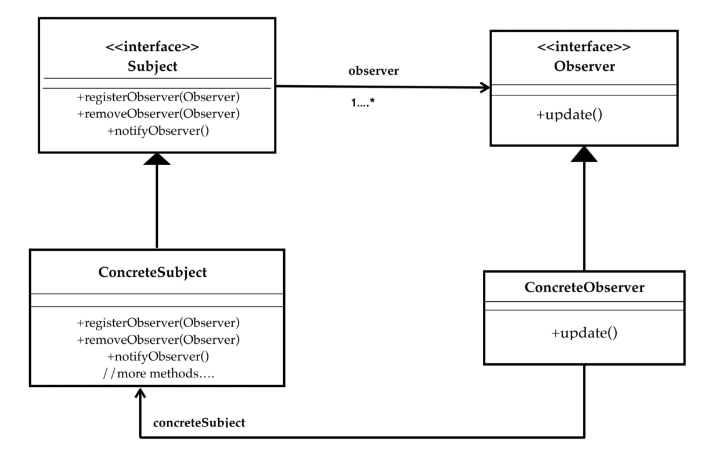 <<interface>>
Subject
+registerObserver(Observer)
+removeObserver(Observer)
+notifyObserver()
observer
1....*
<<interface>>
Observer
+update()
ConcreteSubject
+registerObserver(Observer)
+removeObserver(Observer)
+notifyObserver()
//more methods....
ConcreteObserver
+update()
concreteSubject